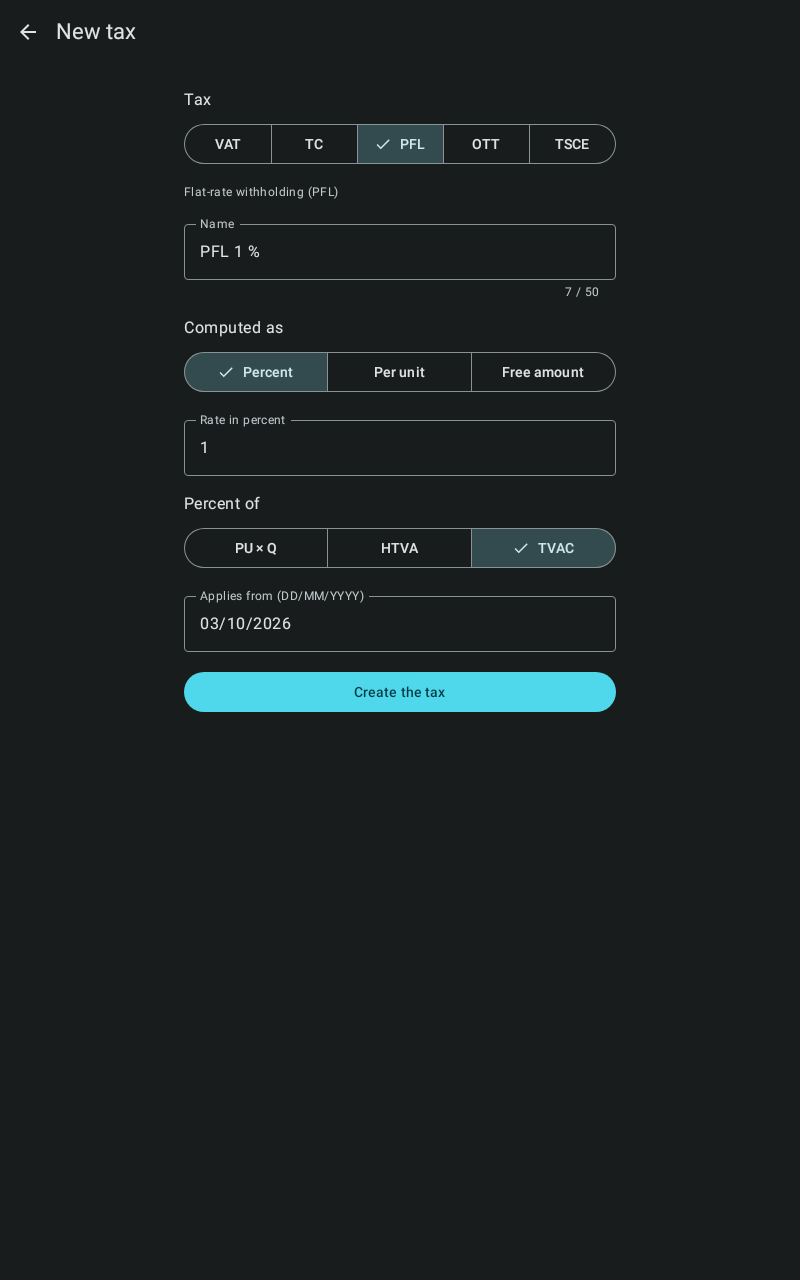 New tax
Tax
VAT TC PFL OTT TSCE
Flat-rate withholding (PFL)
Name
PFL 1 %
7 / 50
Computed as
Percent Per unit Free amount
Rate in percent
1
Percent of
PU × Q HTVA TVAC
Applies from (DD/MM/YYYY)
03/10/2026
Create the tax